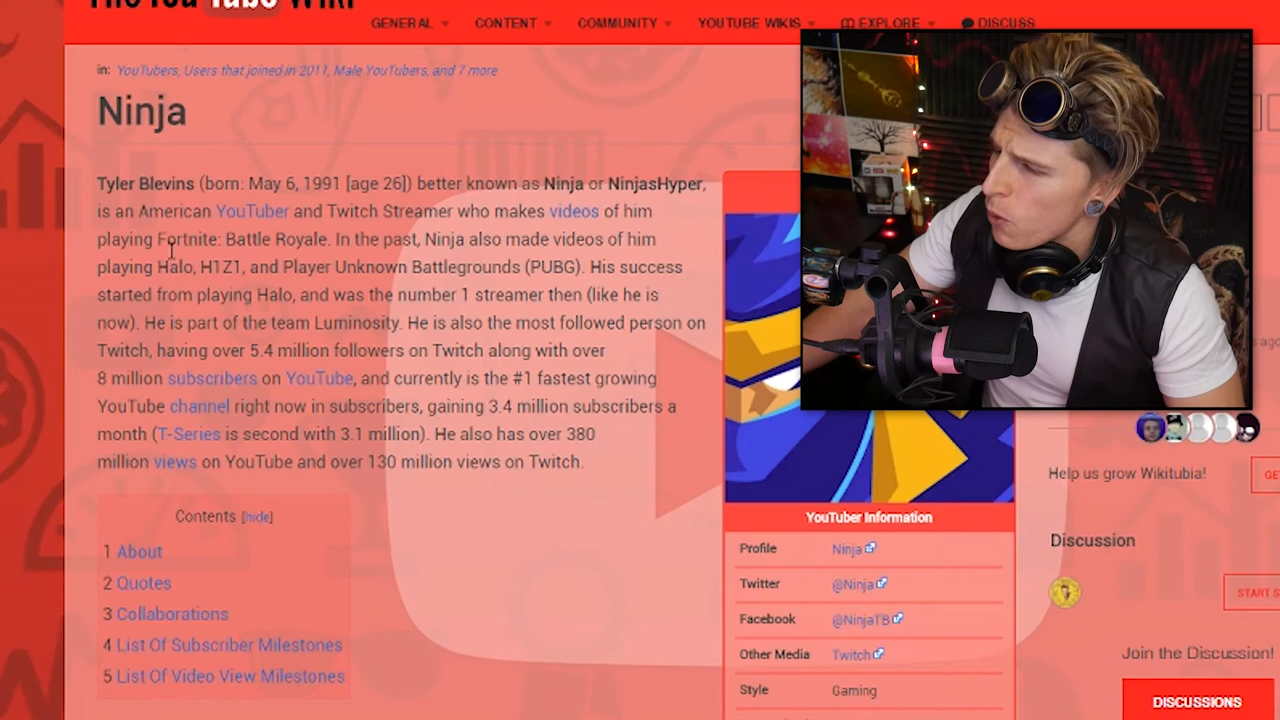 The YouTube Wiki
GENERAL CONTENT COMMUNITY YOUTUBE WIKIS EXPLORE DISCUSS
in: YouTubers, Users that joined in 2011, Male YouTubers, and 7 more
Ninja
Tyler Blevins (born: May 6, 1991 [age 26]) better known as Ninja or NinjasHyper,
is an American YouTuber and Twitch Streamer who makes videos of him
playing Fortnite: Battle Royale. In the past, Ninja also made videos of him
playing Halo, H1Z1, and Player Unknown Battlegrounds (PUBG). His success
started from playing Halo, and was the number 1 streamer then (like he is
now). He is part of the team Luminosity. He is also the most followed person on
Twitch, having over 5.4 million followers on Twitch along with over
8 million subscribers on YouTube, and currently is the #1 fastest growing
YouTube channel right now in subscribers, gaining 3.4 million subscribers a
month (T-Series is second with 3.1 million). He also has over 380
million views on YouTube and over 130 million views on Twitch.
Contents [hide]
1 About
2 Quotes
3 Collaborations
4 List Of Subscriber Milestones
5 List Of Video View Milestones
YouTuber Information
Profile Ninja
Twitter @Ninja
Facebook @NinjaTB
Other Media Twitch
Style Gaming
Help us grow Wikitubia!
Discussion
START
Join the Discussion!
DISCUSSIONS